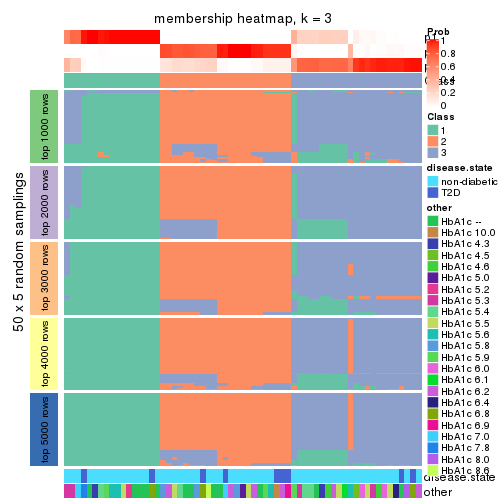 membership heatmap, k = 3
50 x 5 random samplings
top 1000 rows
top 2000 rows
top 3000 rows
top 4000 rows
top 5000 rows
p1
Prob
1
0.8
0.6
0.4
0.2
0
Class
1
2
3
disease.state
non-diabetic
T2D
other
HbA1c --
HbA1c 10.0
HbA1c 4.3
HbA1c 4.5
HbA1c 4.6
HbA1c 5.0
HbA1c 5.2
HbA1c 5.3
HbA1c 5.4
HbA1c 5.5
HbA1c 5.6
HbA1c 5.8
HbA1c 5.9
HbA1c 6.0
HbA1c 6.1
HbA1c 6.2
HbA1c 6.4
HbA1c 6.8
HbA1c 6.9
HbA1c 7.0
HbA1c 7.8
HbA1c 8.0
HbA1c 8.6
disease.state
other